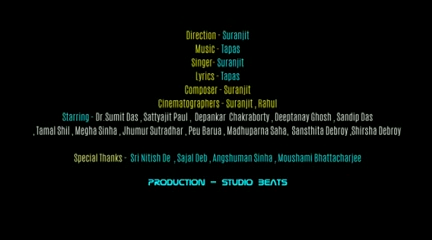 Direction - Suranjit
Music - Tapas
Singer- Suranjit
Lyrics - Tapas
Composer - Suranjit
Cinematographers - Suranjit , Rahul
Starring - Dr Sumit Das , Sattyajit Paul , Depankar Chakraborty , Deeptanay Ghosh , Sandip Das
, Tamal Shil , Megha Sinha , Jhumur Sutradhar , Peu Barua , Madhuparna Saha, Sansthita Debroy ,Shirsha Debroy
Special Thanks - Sri Nitish De , Sajal Deb , Angshuman Sinha , Moushami Bhattacharjee
PRODUCTION - STUDIO BEATS